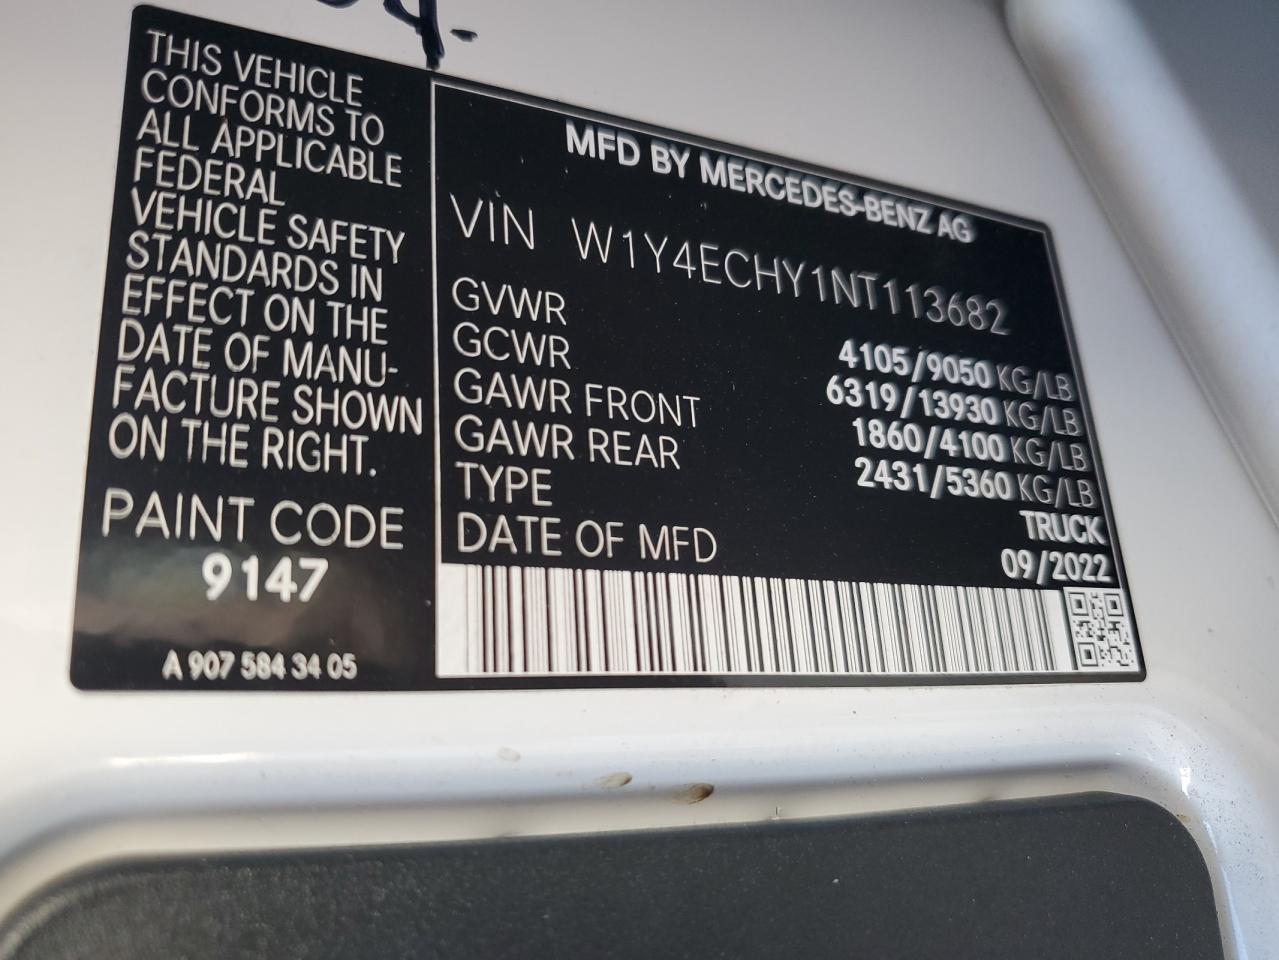 THIS VEHICLE
CONFORMS TO
ALL APPLICABLE
FEDERAL
VEHICLE SAFETY
STANDARDS IN
EFFECT ON THE
DATE OF MANU-
FACTURE SHOWN
ON THE RIGHT.
PAINT CODE
9147
A 907 584 34 05
MFD BY MERCEDES-BENZ AG
VIN W1Y4ECHY1NT113682
GVWR 4105/9050 KG/LB
GCWR 6319/13930 KG/LB
GAWR FRONT 1860/4100 KG/LB
GAWR REAR 2431/5360 KG/LB
TYPE TRUCK
DATE OF MFD 09/2022